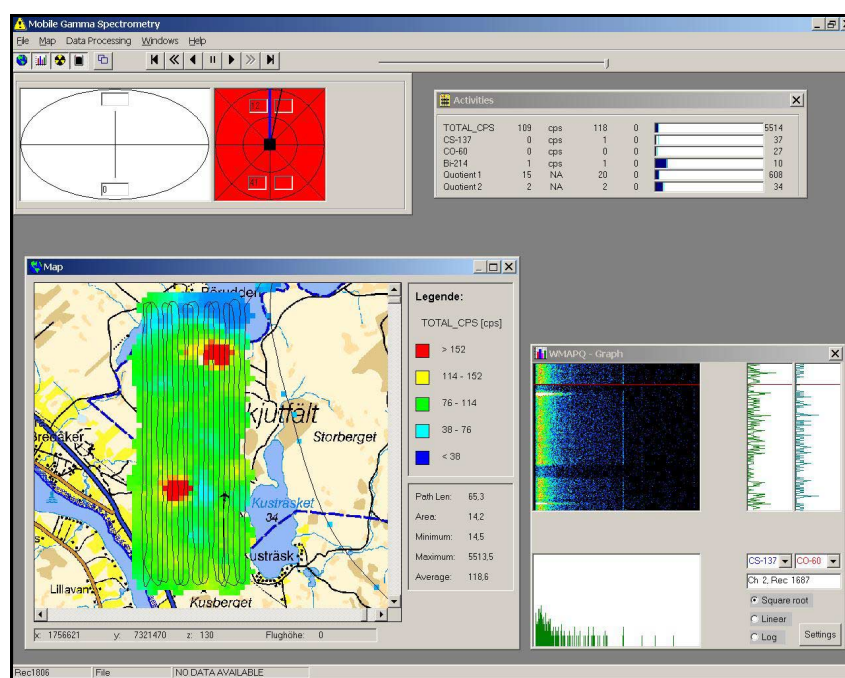 Mobile Gamma Spectrometry
File Map Data Processing Windows Help
0
Activities
TOTAL_CPS 109 cps 118 0 5514
CS-137 0 cps 1 0 37
CO-60 0 cps 0 0 27
Bi-214 1 cps 1 0 10
Quotient 1 15 NA 20 0 608
Quotient 2 2 NA 2 0 34
Map
Legende:
TOTAL_CPS [cps]
> 152
114 - 152
76 - 114
38 - 76
< 38
kjutfält
Storberget
Kusträsket
34
usträsk
Lillavan
Kusberget
Path Len: 65,3
Area: 14,2
Minimum: 14,5
Maximum: 5513,5
Average: 118,6
x: 1756621 y: 7321470 z: 130 Flughöhe: 0
WMAPQ - Graph
CS-137 CO-60
Ch 2, Rec 1687
Square root
Linear
Log
Settings
Rec1806 File NO DATA AVAILABLE